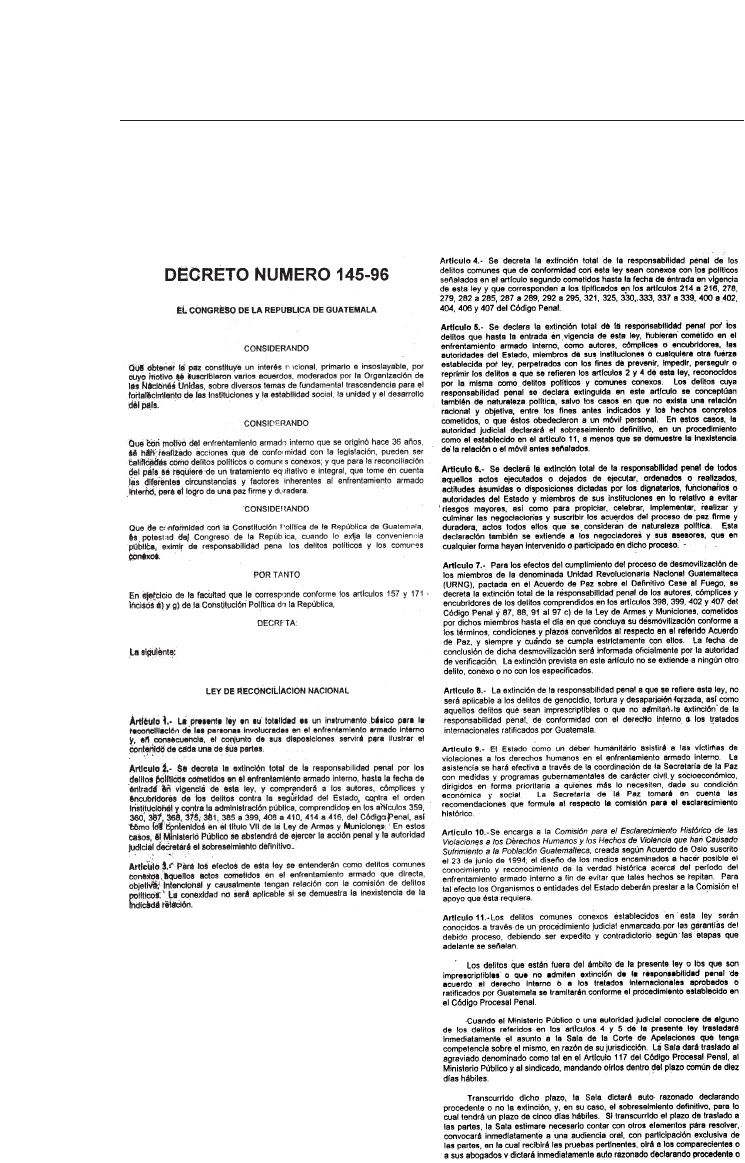 DECRETO NUMERO 145-96
EL CONGRESO DE LA REPUBLICA DE GUATEMALA
CONSIDERANDO
Que obtener la paz constituye un interés nacional, primario e insoslayable, por
cuyo motivo se suscribieron varios acuerdos, moderados por la Organización de
las Naciones Unidas, sobre diversos temas de fundamental trascendencia para el
fortalecimiento de las instituciones y la estabilidad social, la unidad y el desarrollo
del país.
CONSIDERANDO
Que con motivo del enfrentamiento armado interno que se originó hace 36 años,
se han realizado acciones que de conformidad con la legislación, pueden ser
calificadas como delitos políticos o comunes conexos; y que para la reconciliación
del país se requiere de un tratamiento equitativo e integral, que tome en cuenta
las diferentes circunstancias y factores inherentes al enfrentamiento armado
interno, para el logro de una paz firme y duradera.
CONSIDERANDO
Que de conformidad con la Constitución Política de la República de Guatemala,
es potestad del Congreso de la República, cuando lo exija la conveniencia
pública, eximir de responsabilidad penal los delitos políticos y los comunes
conexos.
POR TANTO
En ejercicio de la facultad que le corresponde conforme los artículos 157 y 171
incisos a) y g) de la Constitución Política de la República,
DECRETA:
La siguiente:
LEY DE RECONCILIACION NACIONAL
Artículo 1.- La presente ley en su totalidad es un instrumento básico para la
reconciliación de las personas involucradas en el enfrentamiento armado interno
y, en consecuencia, el conjunto de sus disposiciones servirá para ilustrar el
contenido de cada una de sus partes.
Artículo 2.- Se decreta la extinción total de la responsabilidad penal por los
delitos políticos cometidos en el enfrentamiento armado interno, hasta la fecha de
entrada en vigencia de esta ley, y comprenderá a los autores, cómplices y
encubridores de los delitos contra la seguridad del Estado, contra el orden
institucional y contra la administración pública, comprendidos en los artículos 359,
360, 367, 368, 375, 381, 385 a 399, 408 a 410, 414 a 416, del Código Penal, así
como los contenidos en el título VII de la Ley de Armas y Municiones. En estos
casos, el Ministerio Público se abstendrá de ejercer la acción penal y la autoridad
judicial decretará el sobreseimiento definitivo.
Artículo 3.- Para los efectos de esta ley se entenderán como delitos comunes
conexos aquellos actos cometidos en el enfrentamiento armado que directa,
objetiva, intencional y causalmente tengan relación con la comisión de delitos
políticos. La conexidad no será aplicable si se demuestra la inexistencia de la
indicada relación.
Artículo 4.- Se decreta la extinción total de la responsabilidad penal de los
delitos comunes que de conformidad con esta ley sean conexos con los políticos
señalados en el artículo segundo cometidos hasta la fecha de entrada en vigencia
de esta ley y que corresponden a los tipificados en los artículos 214 a 216, 278,
279, 282 a 285, 287 a 289, 292 a 295, 321, 325, 330, 333, 337 a 339, 400 a 402,
404, 406 y 407 del Código Penal.
Artículo 5.- Se declara la extinción total de la responsabilidad penal por los
delitos que hasta la entrada en vigencia de esta ley, hubieran cometido en el
enfrentamiento armado interno, como autores, cómplices o encubridores, las
autoridades del Estado, miembros de sus instituciones o cualquiera otra fuerza
establecida por ley, perpetrados con los fines de prevenir, impedir, perseguir o
reprimir los delitos a que se refieren los artículos 2 y 4 de esta ley, reconocidos
por la misma como delitos políticos y comunes conexos. Los delitos cuya
responsabilidad penal se declara extinguida en este artículo se conceptúan
también de naturaleza política, salvo los casos en que no exista una relación
racional y objetiva, entre los fines antes indicados y los hechos concretos
cometidos, o que éstos obedecieron a un móvil personal. En estos casos, la
autoridad judicial declarará el sobreseimiento definitivo, en un procedimiento
como el establecido en el artículo 11, a menos que se demuestre la inexistencia
de la relación o el móvil antes señalados.
Artículo 6.- Se declara la extinción total de la responsabilidad penal de todos
aquellos actos ejecutados o dejados de ejecutar, ordenados o realizados,
actitudes asumidas o disposiciones dictadas por los dignatarios, funcionarios o
autoridades del Estado y miembros de sus instituciones en lo relativo a evitar
riesgos mayores, así como para propiciar, celebrar, implementar, realizar y
culminar las negociaciones y suscribir los acuerdos del proceso de paz firme y
duradera, actos todos ellos que se consideran de naturaleza política. Esta
declaración también se extiende a los negociadores y sus asesores, que en
cualquier forma hayan intervenido o participado en dicho proceso.
Artículo 7.- Para los efectos del cumplimiento del proceso de desmovilización de
los miembros de la denominada Unidad Revolucionaria Nacional Guatemalteca
(URNG), pactada en el Acuerdo de Paz sobre el Definitivo Cese al Fuego, se
decreta la extinción total de la responsabilidad penal de los autores, cómplices y
encubridores de los delitos comprendidos en los artículos 398, 399, 402 y 407 del
Código Penal y 87, 88, 91 al 97 c) de la Ley de Armas y Municiones, cometidos
por dichos miembros hasta el día en que concluya su desmovilización conforme a
los términos, condiciones y plazos convenidos al respecto en el referido Acuerdo
de Paz, y siempre y cuando se cumpla estrictamente con ellos. La fecha de
conclusión de dicha desmovilización será informada oficialmente por la autoridad
de verificación. La extinción prevista en este artículo no se extiende a ningún otro
delito, conexo o no con los especificados.
Artículo 8.- La extinción de la responsabilidad penal a que se refiere esta ley, no
será aplicable a los delitos de genocidio, tortura y desaparición forzada, así como
aquellos delitos que sean imprescriptibles o que no admitan la extinción de la
responsabilidad penal, de conformidad con el derecho interno o los tratados
internacionales ratificados por Guatemala.
Artículo 9.- El Estado como un deber humanitario asistirá a las víctimas de
violaciones a los derechos humanos en el enfrentamiento armado interno. La
asistencia se hará efectiva a través de la coordinación de la Secretaría de la Paz
con medidas y programas gubernamentales de carácter civil y socioeconómico,
dirigidos en forma prioritaria a quienes más lo necesiten, dade su condición
económica y social La Secretaría de la Paz tomará en cuenta las
recomendaciones que formule al respecto la comisión para el esclarecimiento
histórico.
Artículo 10.-Se encarga a la Comisión para el Esclarecimiento Histórico de las
Violaciones a los Derechos Humanos y los Hechos de Violencia que han Causado
Sufrimiento a la Población Guatemalteca, creada según Acuerdo de Oslo suscrito
el 23 de junio de 1994; el diseño de los medios encaminados a hacer posible el
conocimiento y reconocimiento de la verdad histórica acerca del período del
enfrentamiento armado interno a fin de evitar que tales hechos se repitan. Para
tal efecto los Organismos o entidades del Estado deberán prestar a la Comisión el
apoyo que ésta requiera.
Artículo 11.-Los delitos comunes conexos establecidos en esta ley serán
conocidos a través de un procedimiento judicial enmarcado por las garantías del
debido proceso, debiendo ser expedito y contradictorio según las etapas que
adelante se señalan.
Los delitos que están fuera del ámbito de la presente ley o los que son
imprescriptibles o que no admiten extinción de la responsabilidad penal de
acuerdo al derecho interno o a los tratados internacionales aprobados o
ratificados por Guatemala se tramitarán conforme el procedimiento establecido en
el Código Procesal Penal.
Cuando el Ministerio Público o una autoridad judicial conociere de alguno
de los delitos referidos en los artículos 4 y 5 de la presente ley trasladará
inmediatamente el asunto a la Sala de la Corte de Apelaciones que tenga
competencia sobre el mismo, en razón de su jurisdicción. La Sala dará traslado al
agraviado denominado como tal en el Artículo 117 del Código Procesal Penal, al
Ministerio Público y al sindicado, mandando oírlos dentro del plazo común de diez
días hábiles.
Transcurrido dicho plazo, la Sala dictará auto razonado declarando
procedente o no la extinción, y, en su caso, el sobreseimiento definitivo, para lo
cual tendrá un plazo de cinco días hábiles. Si transcurrido el plazo de traslado a
las partes, la Sala estimare necesario contar con otros elementos para resolver,
convocará inmediatamente a una audiencia oral, con participación exclusiva de
las partes, en la cual recibirá las pruebas pertinentes, oirá a los comparecientes o
a sus abogados y dictará inmediatamente auto razonado declarando procedente o